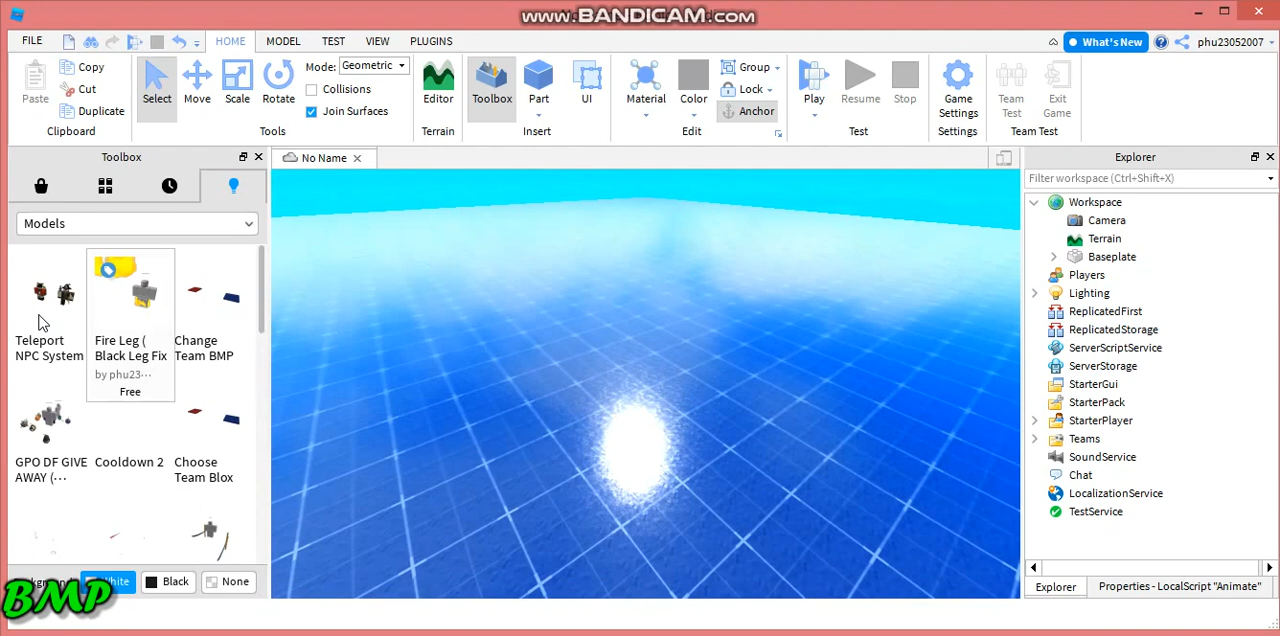 www.BANDICAM.com
FILE
HOME
MODEL
TEST
VIEW
PLUGINS
What's New
phu23052007
Paste
Copy
Cut
Duplicate
Clipboard
Select
Move
Scale
Rotate
Mode: Geometric
Collisions
Join Surfaces
Tools
Editor
Terrain
Toolbox
Part
UI
Insert
Material
Color
Group
Lock
Anchor
Edit
Play
Resume
Stop
Test
Game
Settings
Settings
Team
Test
Exit
Game
Team Test
Toolbox
Models
Teleport
NPC System
Fire Leg (
Black Leg Fix
by phu23···
Free
Change
Team BMP
GPO DF GIVE
AWAY (···
Cooldown 2
Choose
Team Blox
White
Black
None
BMP
No Name
Explorer
Filter workspace (Ctrl+Shift+X)
Workspace
Camera
Terrain
Baseplate
Players
Lighting
ReplicatedFirst
ReplicatedStorage
ServerScriptService
ServerStorage
StarterGui
StarterPack
StarterPlayer
Teams
SoundService
Chat
LocalizationService
TestService
Explorer
Properties - LocalScript "Animate"